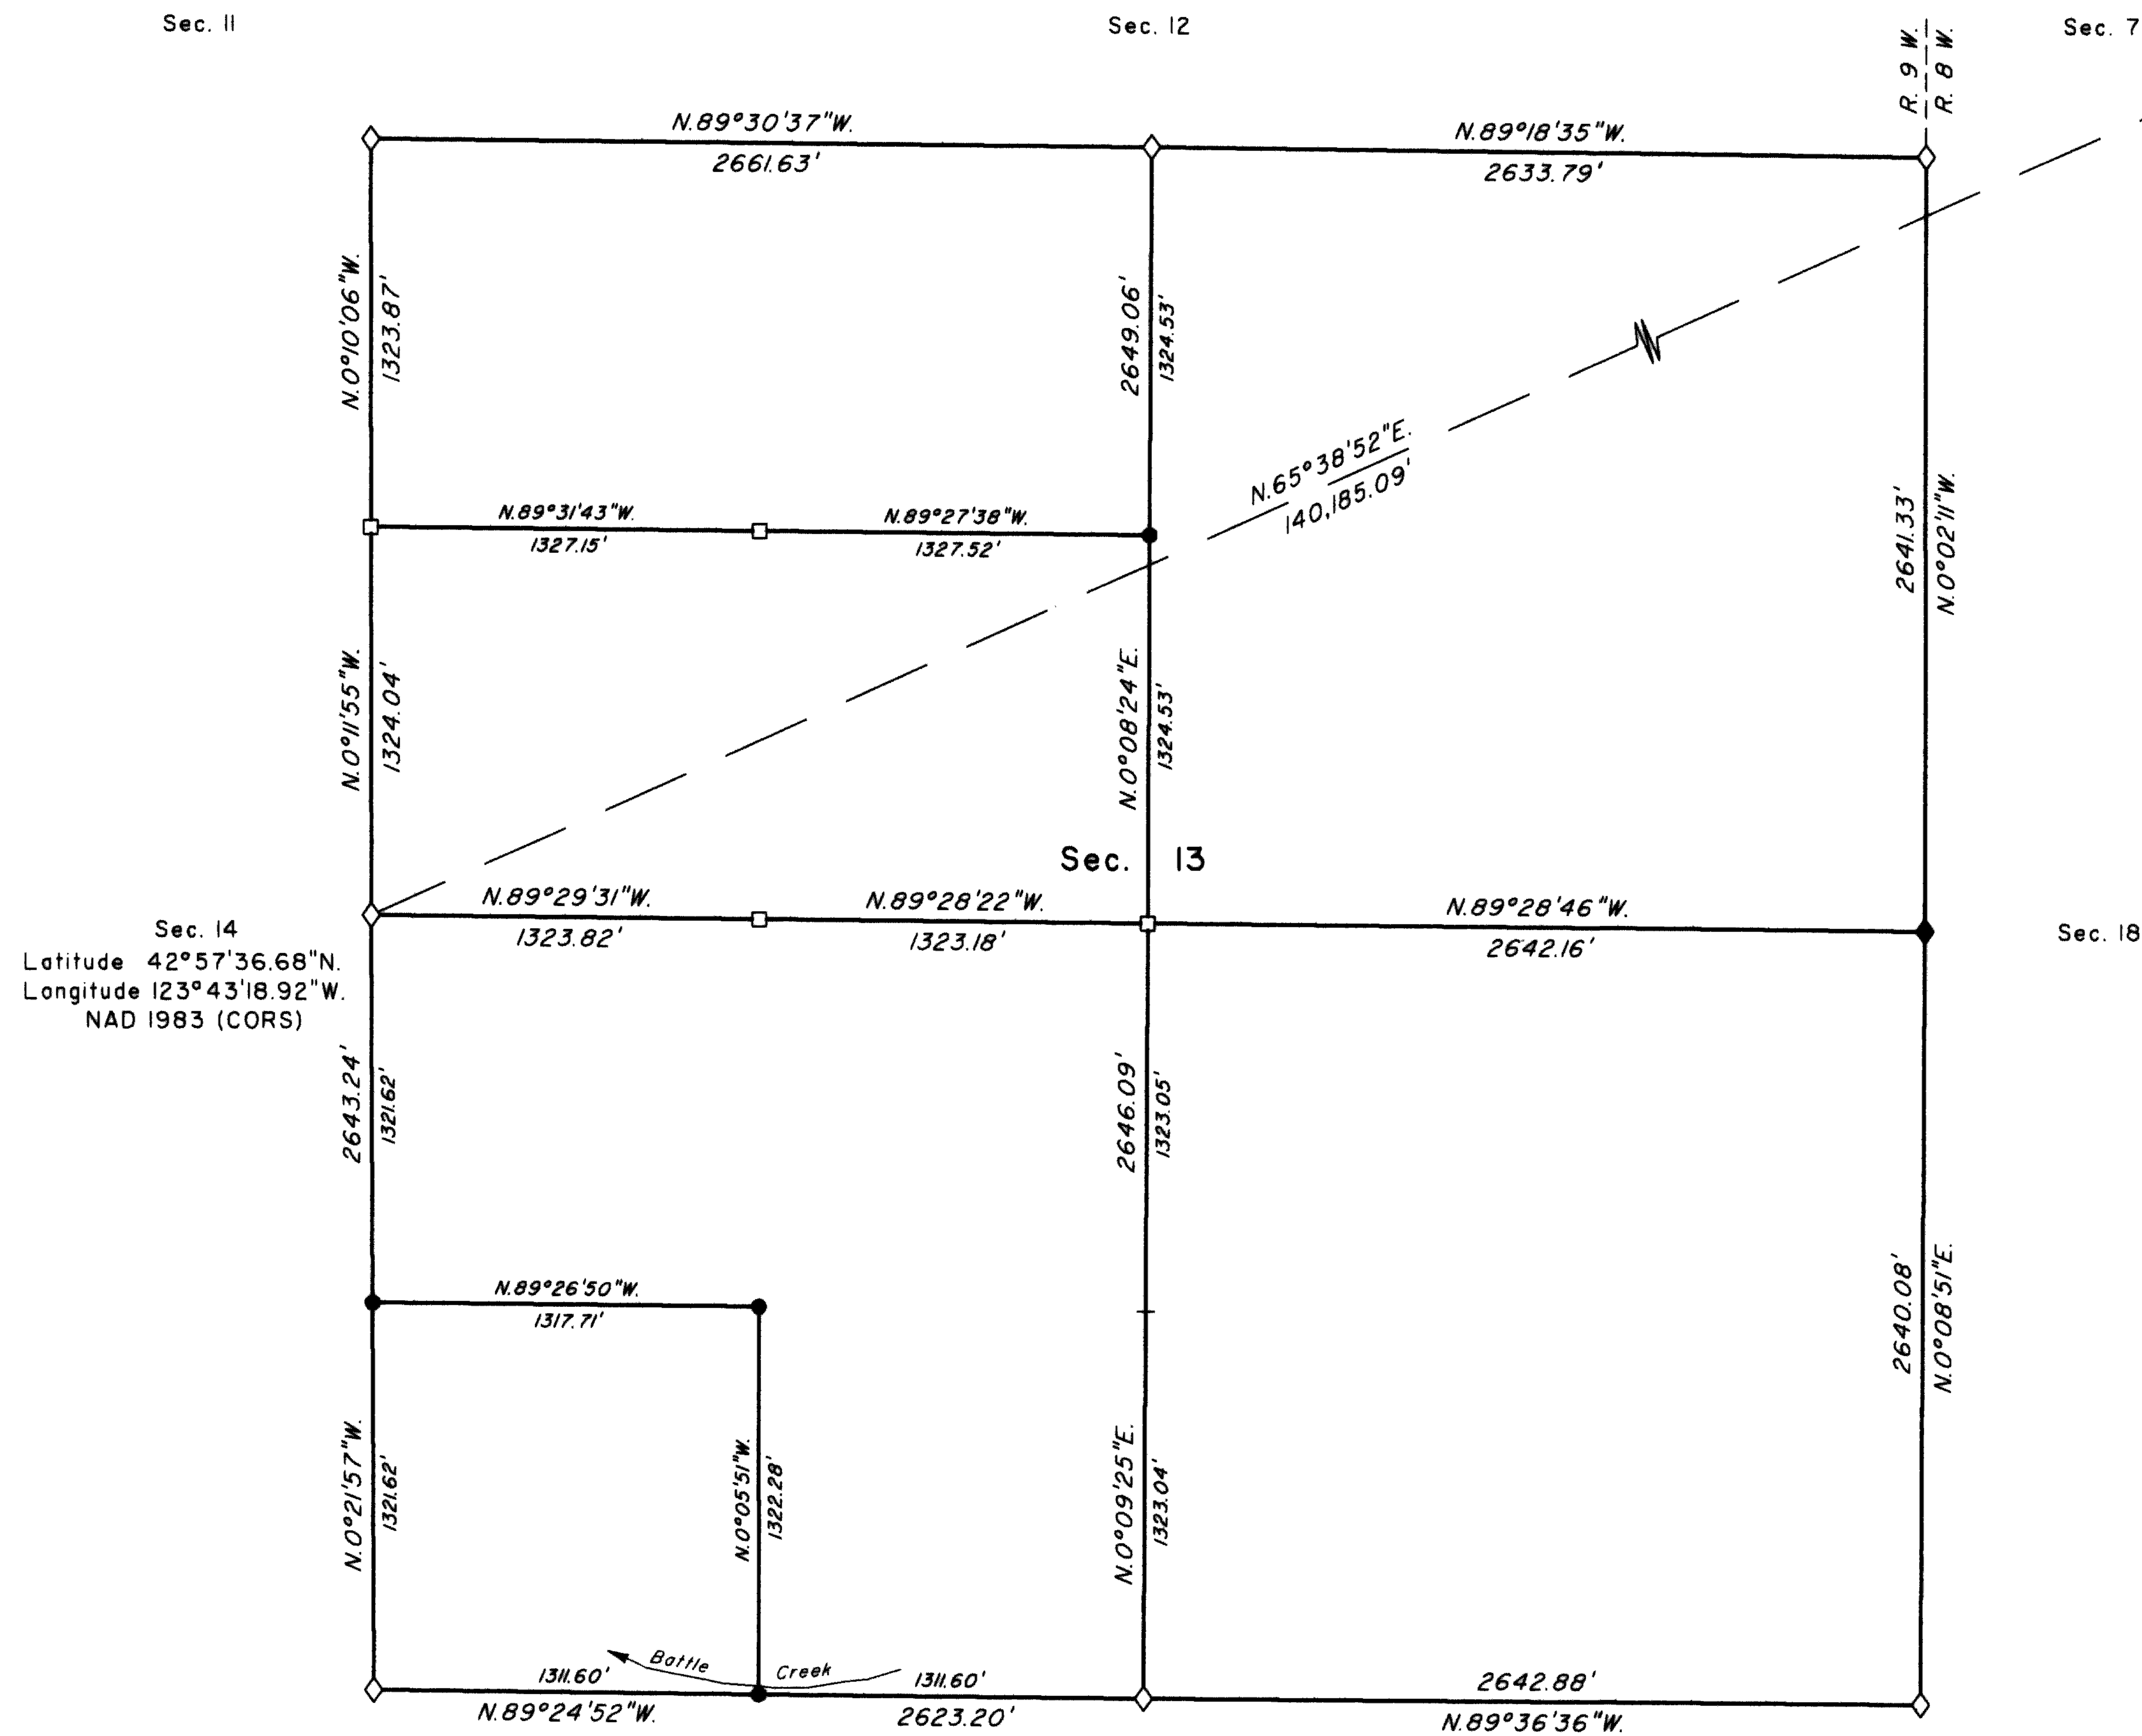 Sec. 11
Sec. 12
Sec. 7
R. 9 W.
R. 8 W.
N.89°30'37"W.
2661.63'
N.89°18'35"W.
2633.79'
N.0°10'06"W.
1323.87'
2649.06'
1324.53'
N.65°38'52"E.
140,185.09'
2641.33'
N.0°02'11"W.
N.89°31'43"W.
1327.15'
N.89°27'38"W.
1327.52'
N.0°11'55"W.
1324.04'
N.0°08'24"E.
1324.53'
Sec. 13
N.89°29'31"W.
1323.82'
N.89°28'22"W.
1323.18'
N.89°28'46"W.
2642.16'
Sec. 14
Latitude 42°57'36.68"N.
Longitude 123°43'18.92"W.
NAD 1983 (CORS)
Sec. 18
2643.24'
1321.62'
2646.09'
1323.05'
N.89°26'50"W.
1317.71'
2640.08'
N.0°08'51"E.
N.0°21'57"W.
1321.62'
N.0°05'51"W.
1322.28'
N.0°09'25"E.
1323.04'
Battle Creek
1311.60'
1311.60'
2642.88'
N.89°24'52"W.
2623.20'
N.89°36'36"W.